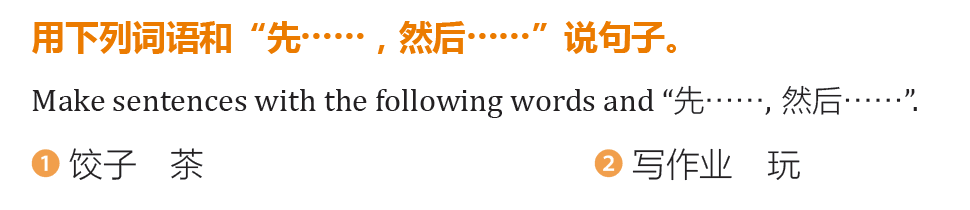 用下列词语和“先……，然后……”说句子。
Make sentences with the following words and “先……, 然后……”.
1 饺子 茶 2 写作业 玩